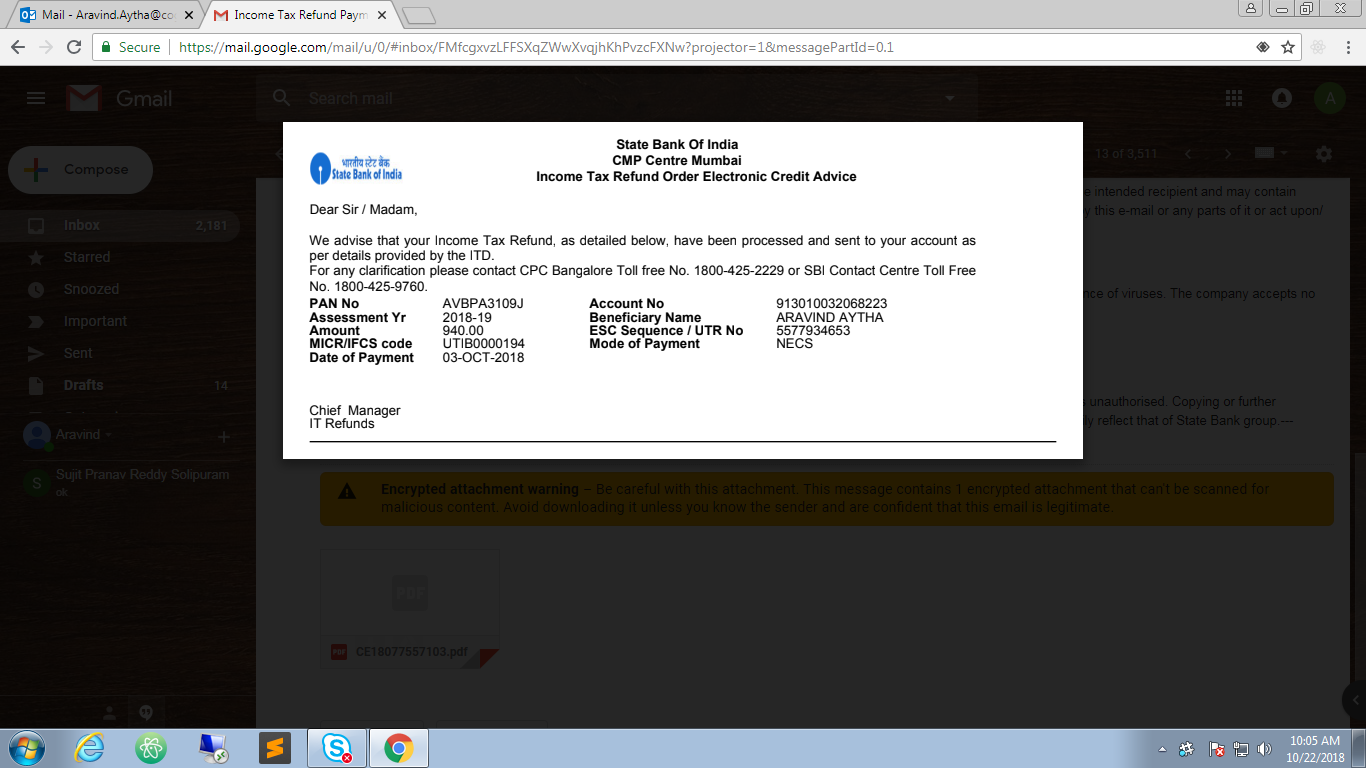 Mail - Aravind.Aytha@co
Income Tax Refund Paym
Secure
https://mail.google.com/mail/u/0/#inbox/FMfcgxvzLFFSXqZWwXvqjhKhPvzcFXNw?projector=1&messagePartId=0.1
Gmail
Search mail
A
Compose
13 of 3,511
Inbox 2,181
Starred
Snoozed
Important
Sent
Drafts 14
Aravind
S
Sujit Pranav Reddy Solipuram
ok
भारतीय स्टेट बैंक
State Bank of India
State Bank Of India
CMP Centre Mumbai
Income Tax Refund Order Electronic Credit Advice
Dear Sir / Madam,
We advise that your Income Tax Refund, as detailed below, have been processed and sent to your account as
per details provided by the ITD.
For any clarification please contact CPC Bangalore Toll free No. 1800-425-2229 or SBI Contact Centre Toll Free
No. 1800-425-9760.
PAN No AVBPA3109J Account No 913010032068223
Assessment Yr 2018-19 Beneficiary Name ARAVIND AYTHA
Amount 940.00 ESC Sequence / UTR No 5577934653
MICR/IFCS code UTIB0000194 Mode of Payment NECS
Date of Payment 03-OCT-2018
Chief Manager
IT Refunds
e intended recipient and may contain
y this e-mail or any parts of it or act upon/
nce of viruses. The company accepts no
s unauthorised. Copying or further
ly reflect that of State Bank group.---
Encrypted attachment warning – Be careful with this attachment. This message contains 1 encrypted attachment that can't be scanned for
malicious content. Avoid downloading it unless you know the sender and are confident that this email is legitimate.
PDF
PDF CE18077557103.pdf
10:05 AM
10/22/2018